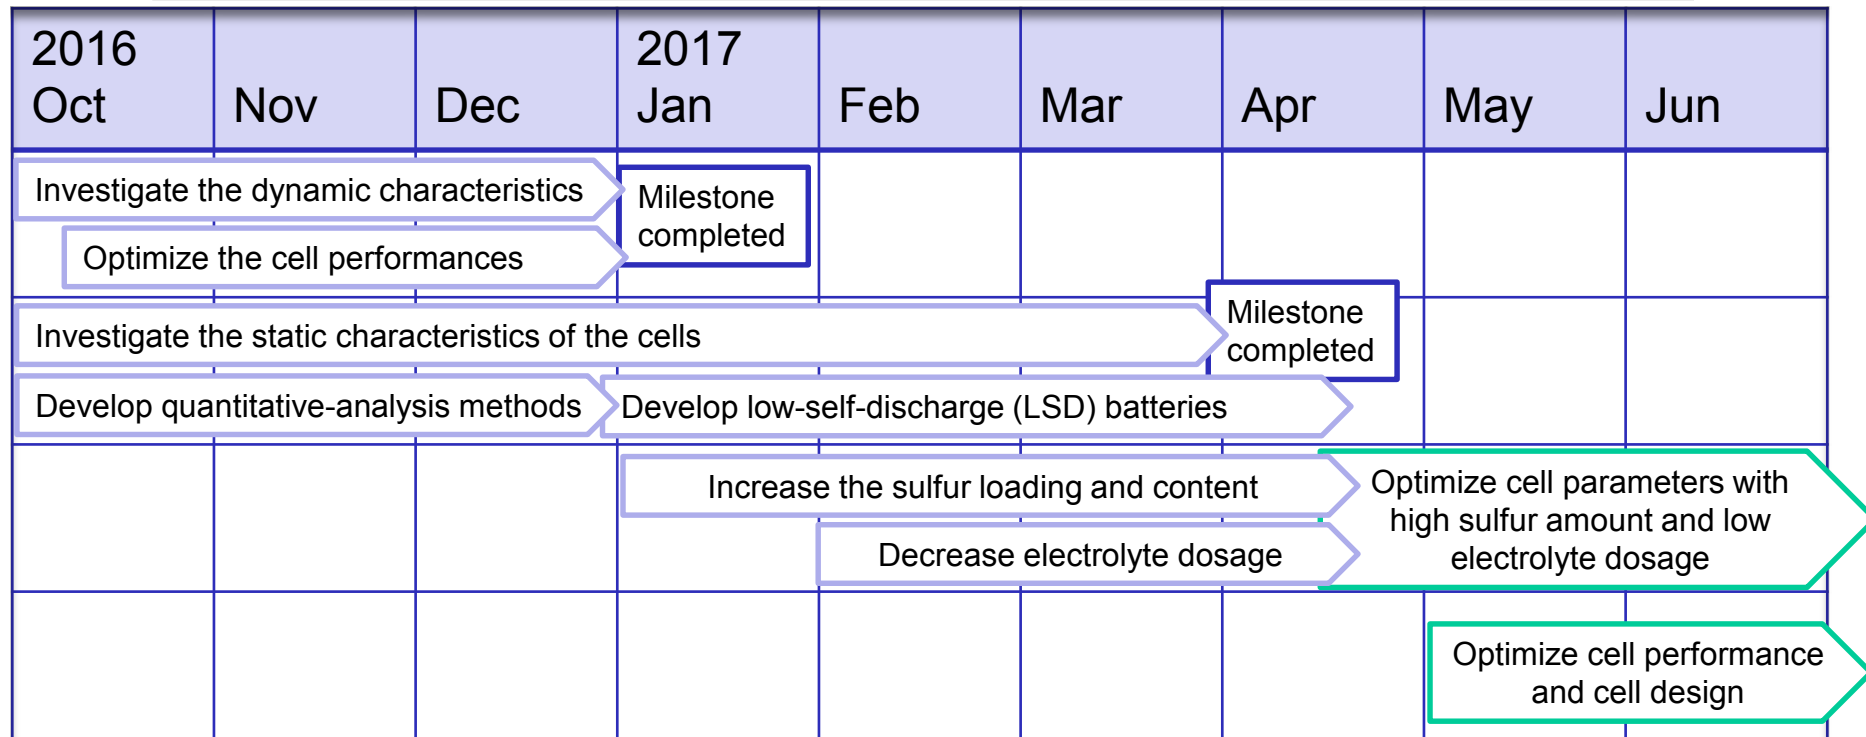 2016
Oct
Nov
Dec
2017
Jan
Feb
Mar
Apr
May
Jun
Investigate the dynamic characteristics
Milestone
completed
Optimize the cell performances
Investigate the static characteristics of the cells
Milestone
completed
Develop quantitative-analysis methods
Develop low-self-discharge (LSD) batteries
Increase the sulfur loading and content
Decrease electrolyte dosage
Optimize cell parameters with
high sulfur amount and low
electrolyte dosage
Optimize cell performance
and cell design